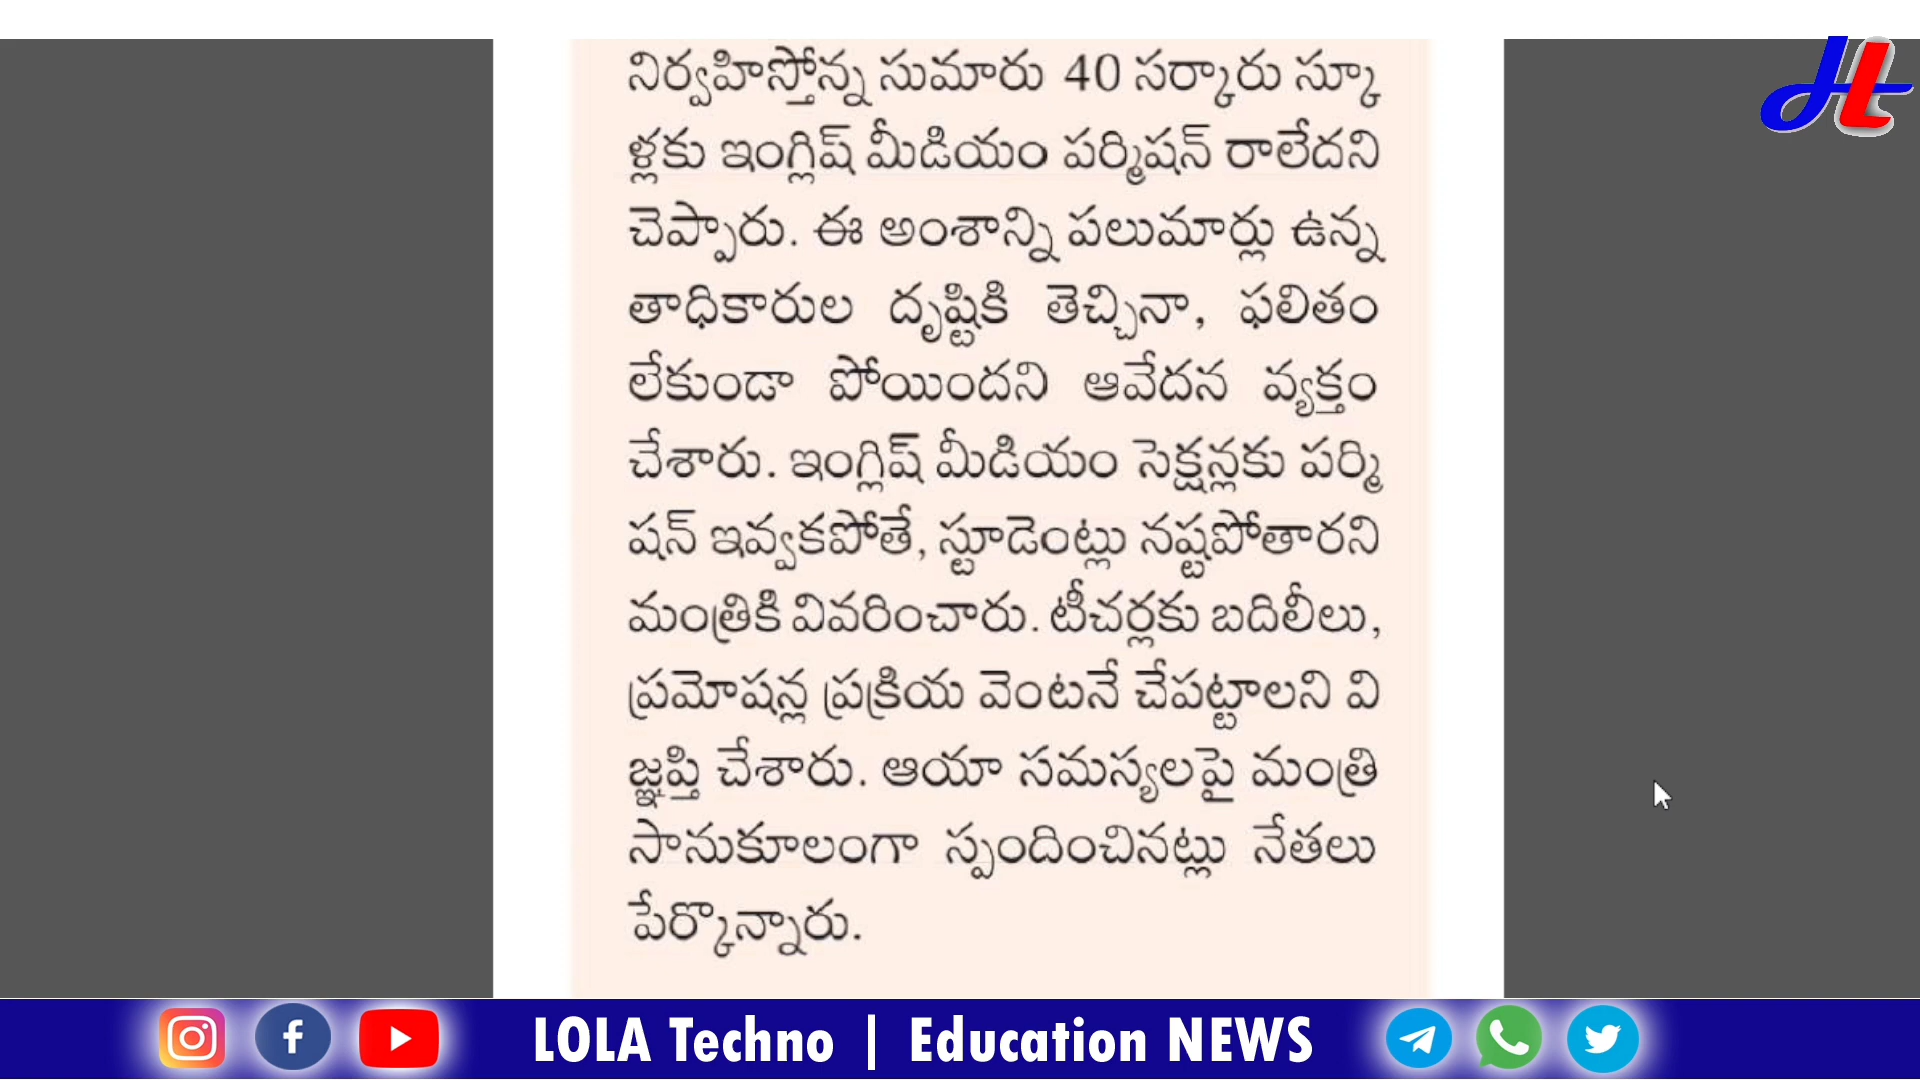 నిర్వహిస్తోన్న సుమారు 40 సర్కారు స్కూ
ళ్లకు ఇంగ్లిష్ మీడియం పర్మిషన్ రాలేదని
చెప్పారు. ఈ అంశాన్ని పలుమార్లు ఉన్న
తాధికారుల దృష్టికి తెచ్చినా, ఫలితం
లేకుండా పోయిందని ఆవేదన వ్యక్తం
చేశారు. ఇంగ్లిష్ మీడియం సెక్షన్లకు పర్మి
షన్ ఇవ్వకపోతే, స్టూడెంట్లు నష్టపోతారని
మంత్రికి వివరించారు. టీచర్లకు బదిలీలు,
ప్రమోషన్ల ప్రక్రియ వెంటనే చేపట్టాలని వి
జ్ఞప్తి చేశారు. ఆయా సమస్యలపై మంత్రి
సానుకూలంగా స్పందించినట్లు నేతలు
పేర్కొన్నారు.
LOLA Techno | Education NEWS